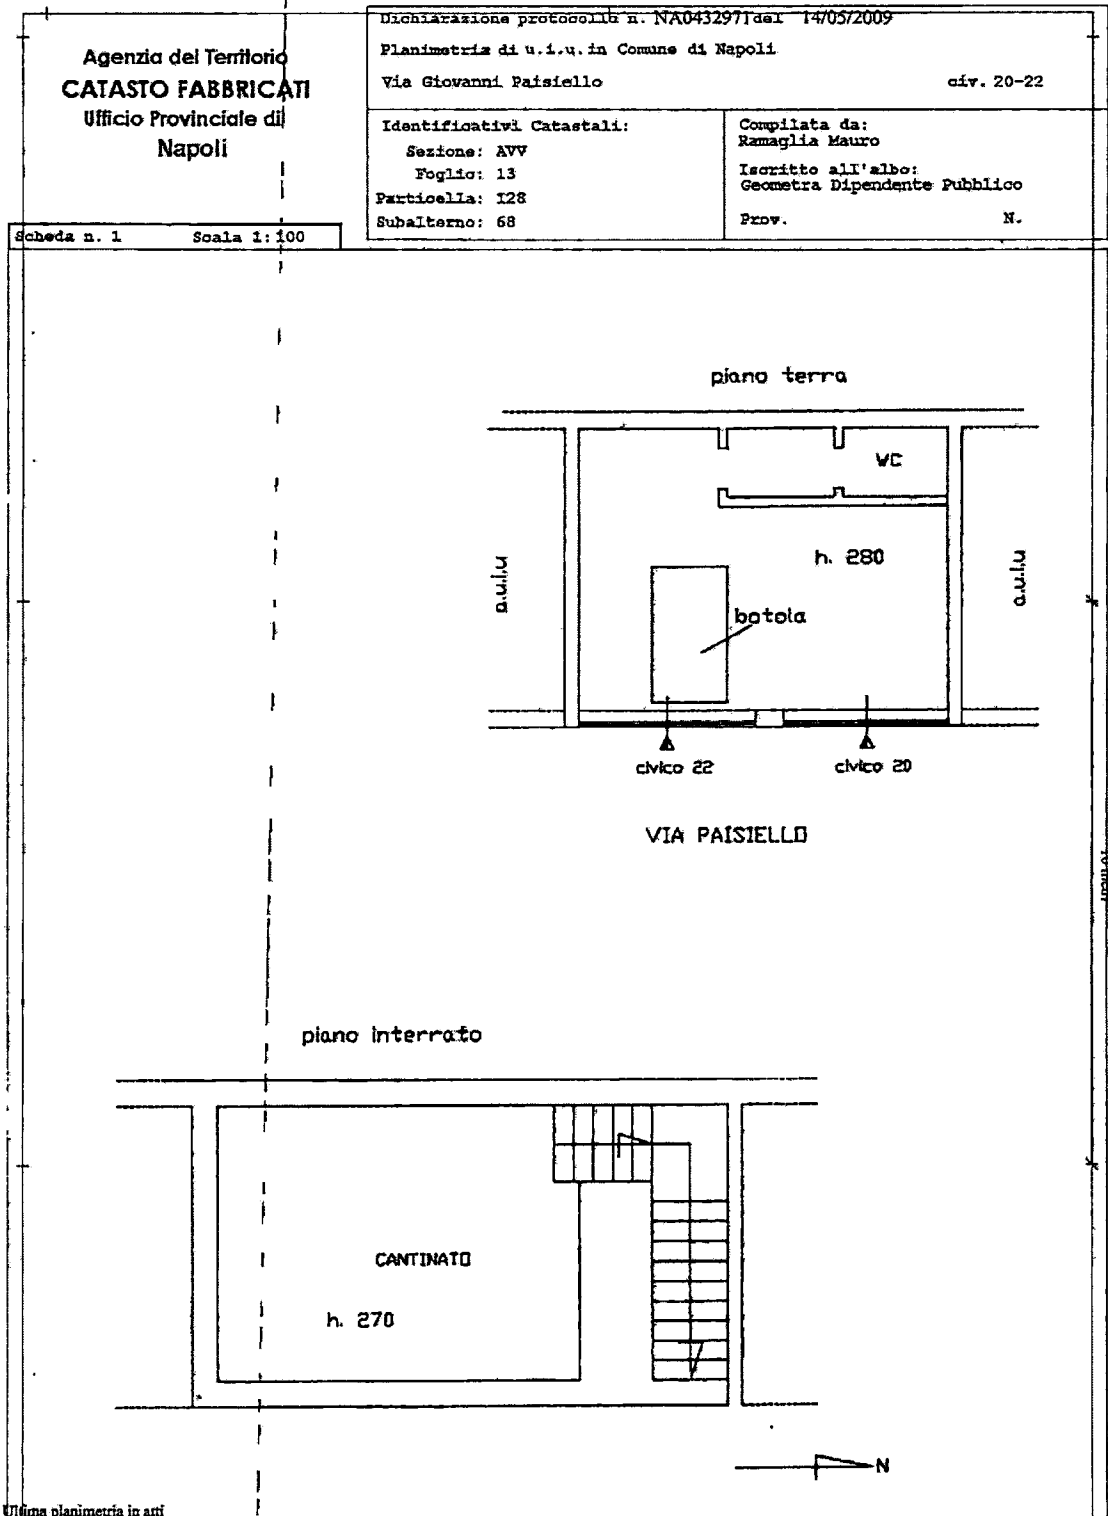 Agenzia del Territorio
CATASTO FABBRICATI
Ufficio Provinciale di
Napoli
Dichiarazione protocollo n. NA0432971 del 14/05/2009
Planimetria di u.i.u. in Comune di Napoli
Via Giovanni Paisiello civ. 20-22
Identificativi Catastali:
Sezione: AVV
Foglio: 13
Particella: 128
Subalterno: 68
Compilata da:
Ramaglia Mauro
Iscritto all'albo:
Geometra Dipendente Pubblico
Prov. N.
Scheda n. 1 Scala 1:100
piano terra
WC
h. 280
a.u.i.u
a.u.i.u
botola
civico 22
civico 20
VIA PAISIELLO
piano interrato
CANTINATO
h. 270
N
Ultima planimetria in atti